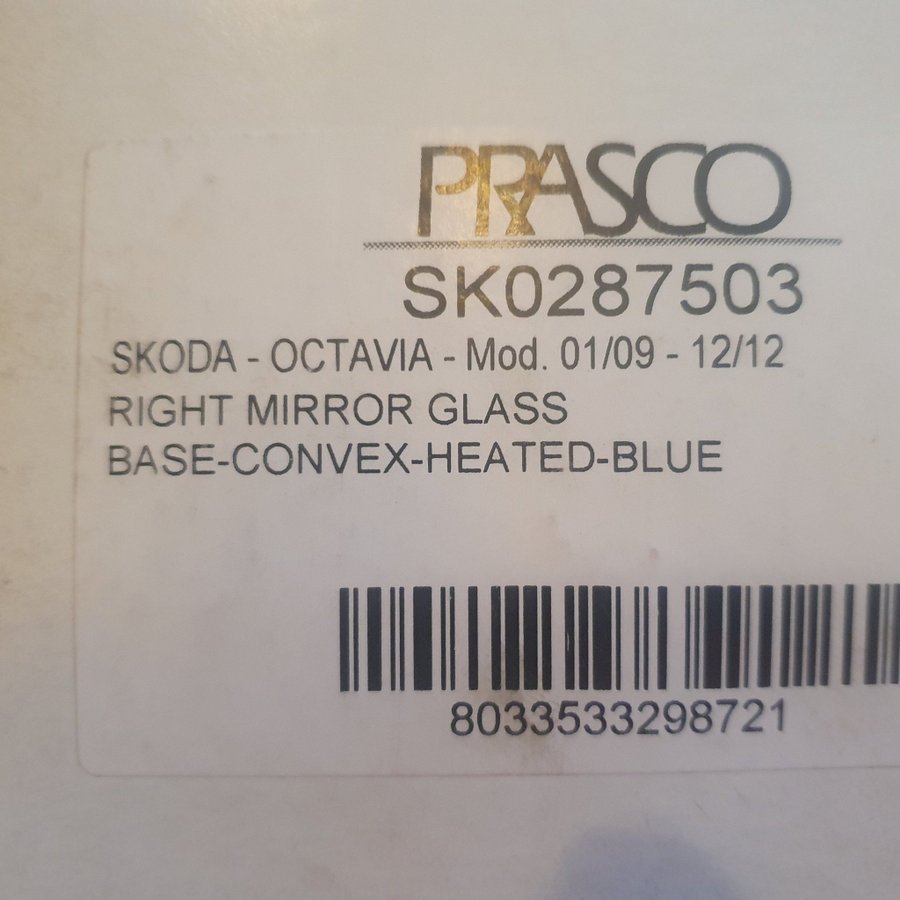 PRASCO
SK0287503
SKODA - OCTAVIA - Mod. 01/09 - 12/12
RIGHT MIRROR GLASS
BASE-CONVEX-HEATED-BLUE
8033533298721